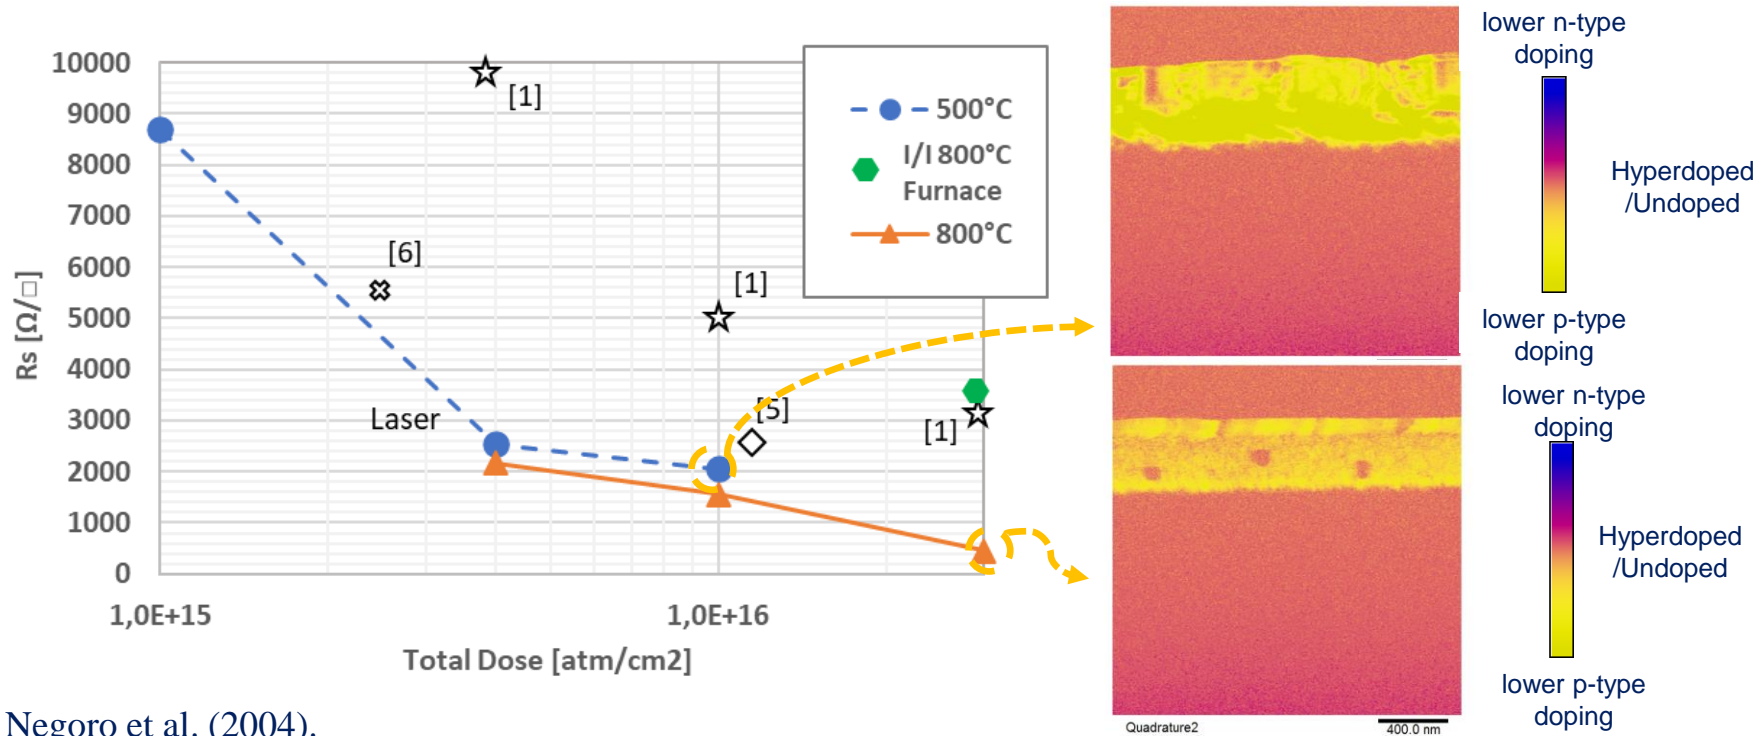 10000
9000
8000
7000
6000
5000
4000
3000
2000
1000
0
Rs [Ω/□]
1,0E+15
1,0E+16
Total Dose [atm/cm2]
[1]
[6]
[1]
[5]
[1]
Laser
500°C
I/I 800°C
Furnace
800°C
lower n-type
doping
Hyperdoped
/Undoped
lower p-type
doping
lower n-type
doping
Hyperdoped
/Undoped
lower p-type
doping
Quadrature2
400.0 nm
Negoro et al. (2004).